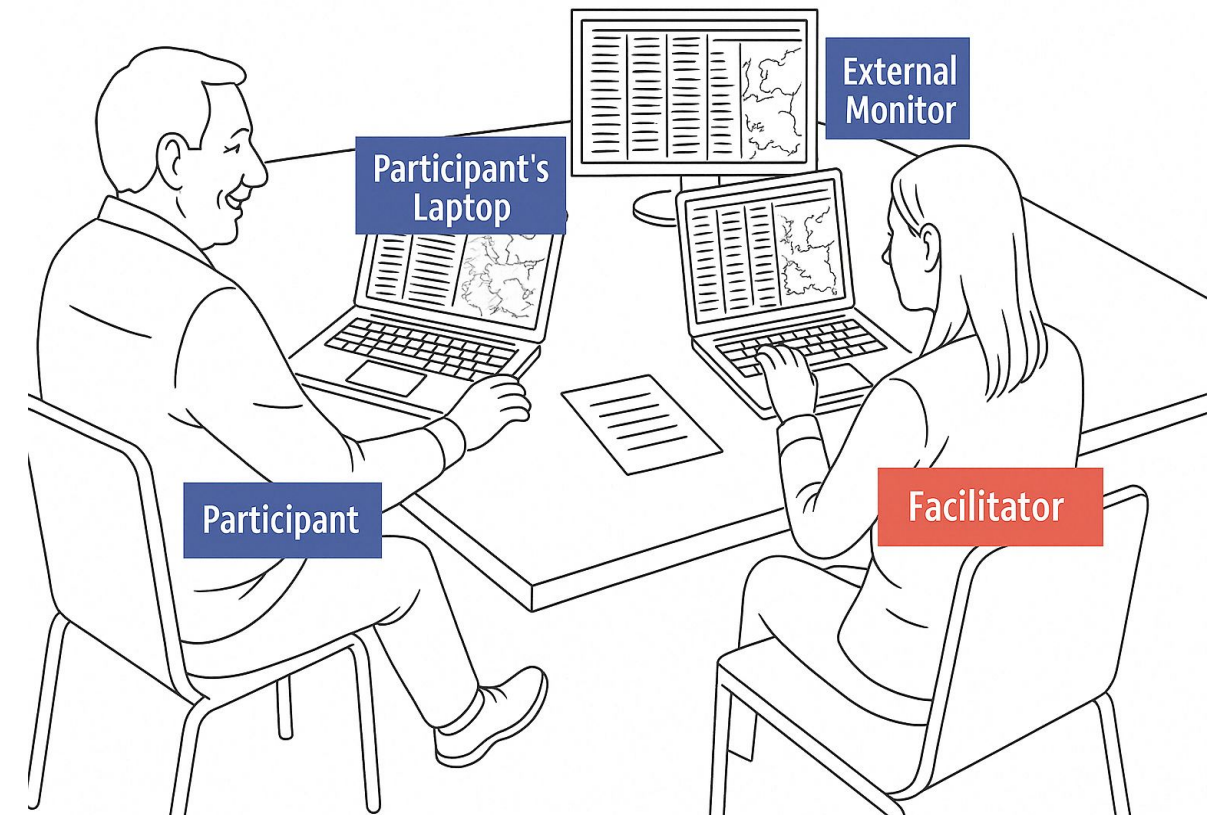 External
Monitor
Participant's
Laptop
Participant
Facilitator